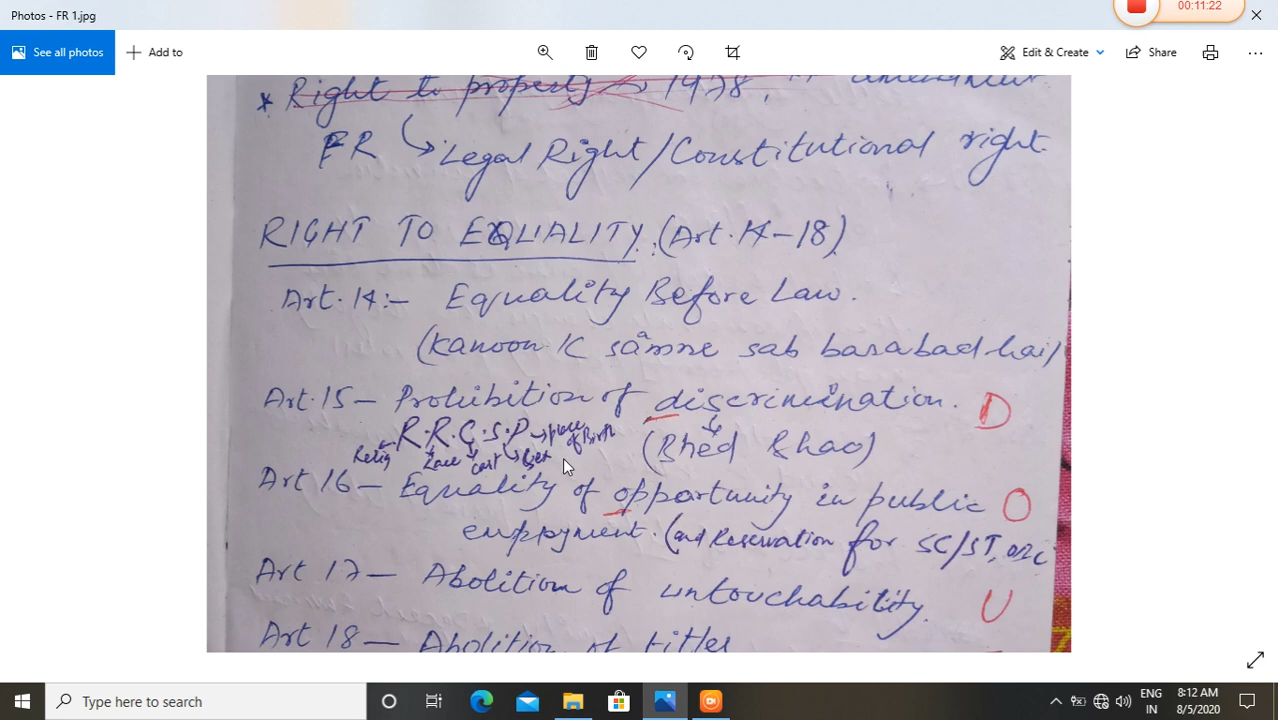 Photos - FR 1.jpg
00:11:22
See all photos
Add to
Edit & Create
Share
* Right to property 1978, amendment
FR Legal Right/Constitutional right.
RIGHT TO EQUALITY. (Art. 14-18)
Art. 14:- Equality Before Law.
(Kanoon K samne sab barabad hai)
Art. 15- Prohibition of discrimination. D
R.R.C.S.P place of Birth (Bhed Bhao)
Relig Race cast Sex
Art 16- Equality of opportunity in public O
emppyment. (and Reservation for SC/ST, OBC
Art 17- Abolition of untouchability. U
Art 18- Abolition of titles
Type here to search
ENG 8:12 AM
IN 8/5/2020